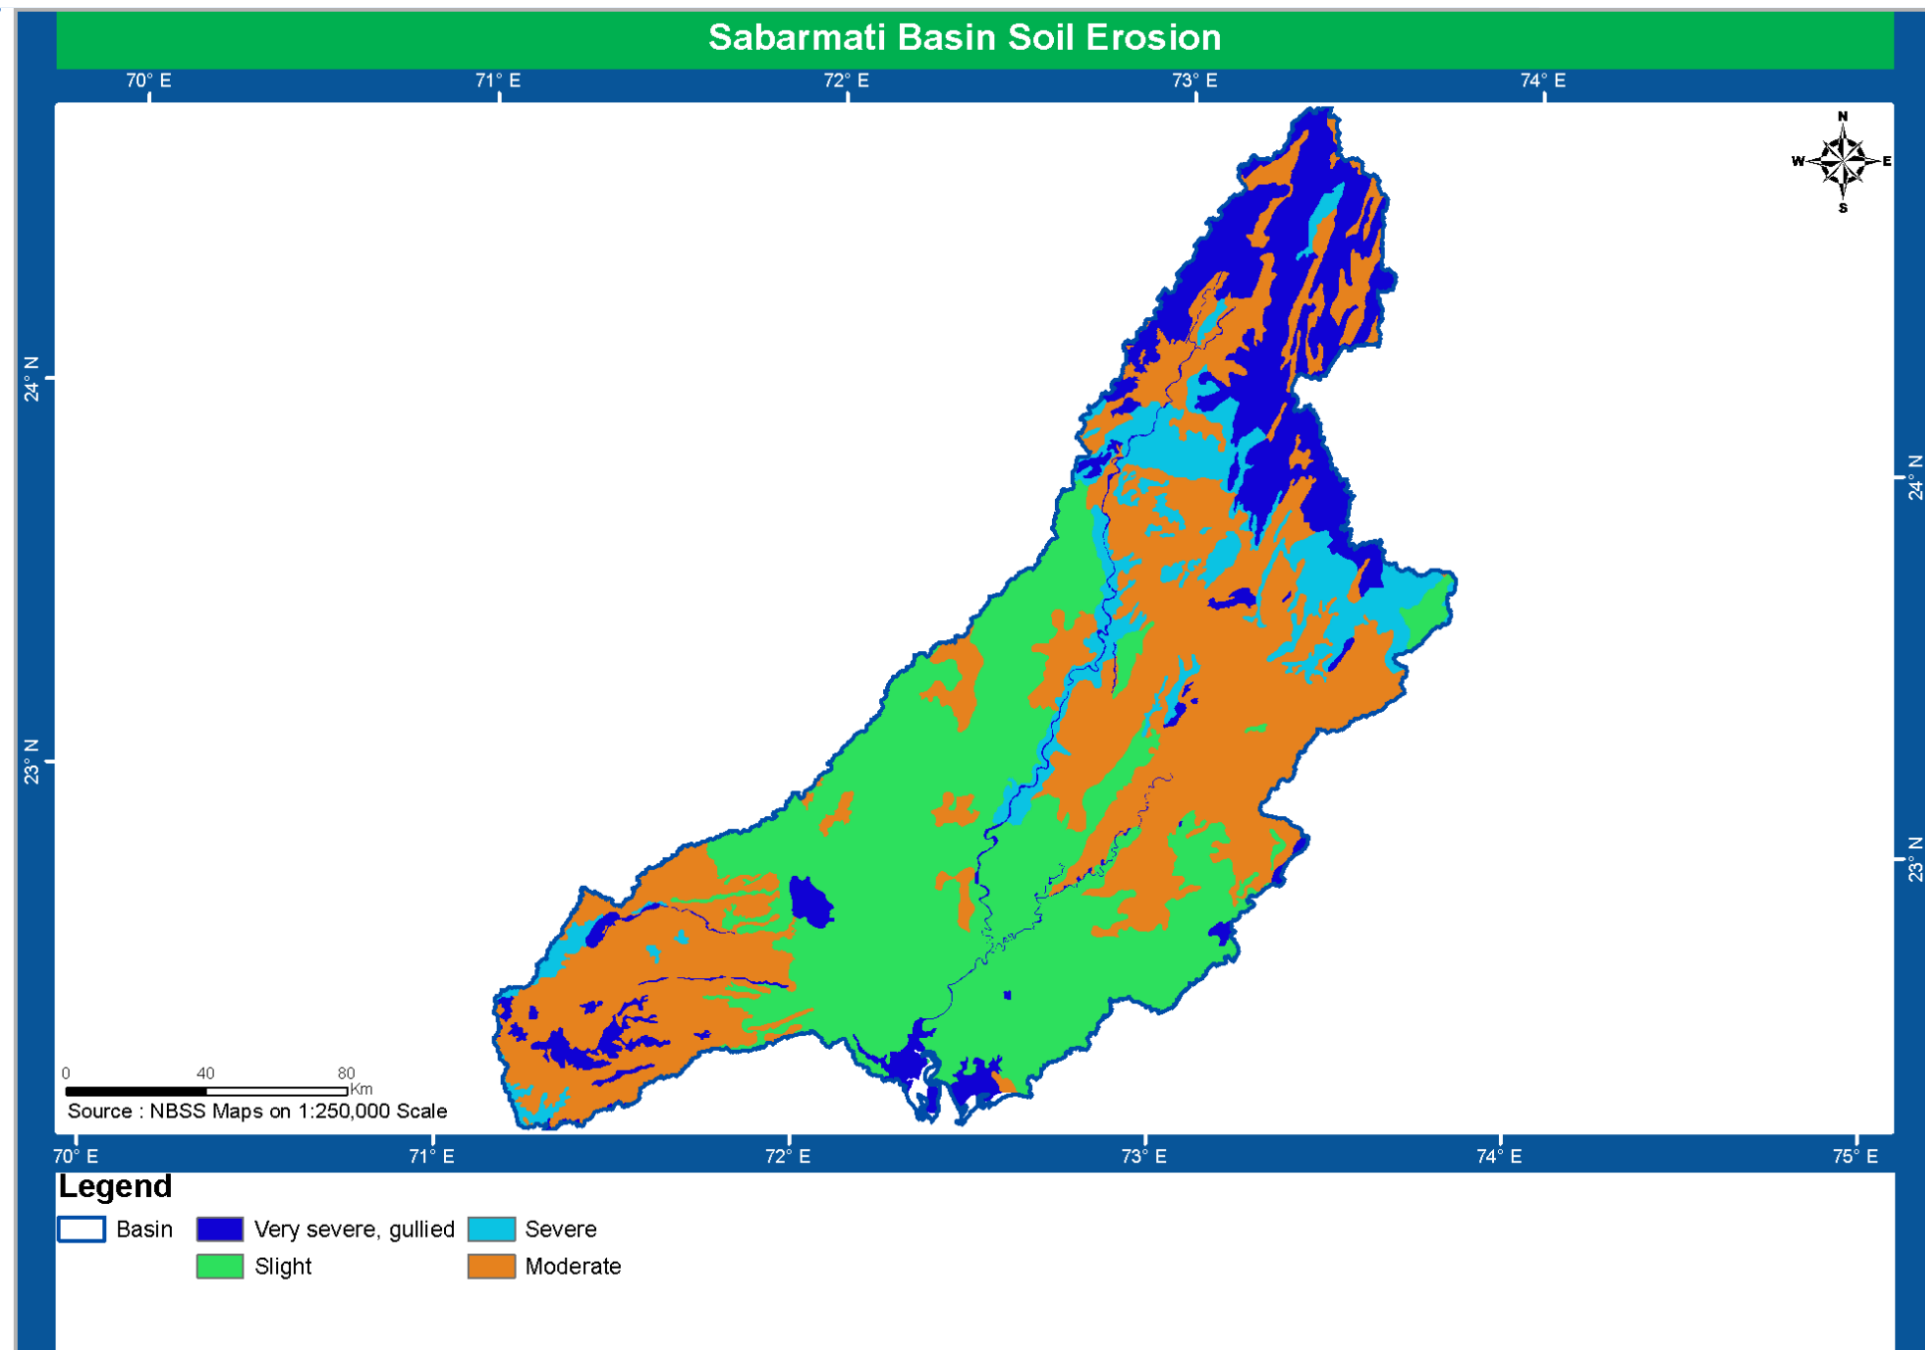 Sabarmati Basin Soil Erosion
70° E 71° E 72° E 73° E 74° E
N
W E
S
24° N
24° N
23° N
23° N
0 40 80
Km
Source : NBSS Maps on 1:250,000 Scale
70° E 71° E 72° E 73° E 74° E 75° E
Legend
Basin Very severe, gullied Severe
Slight Moderate